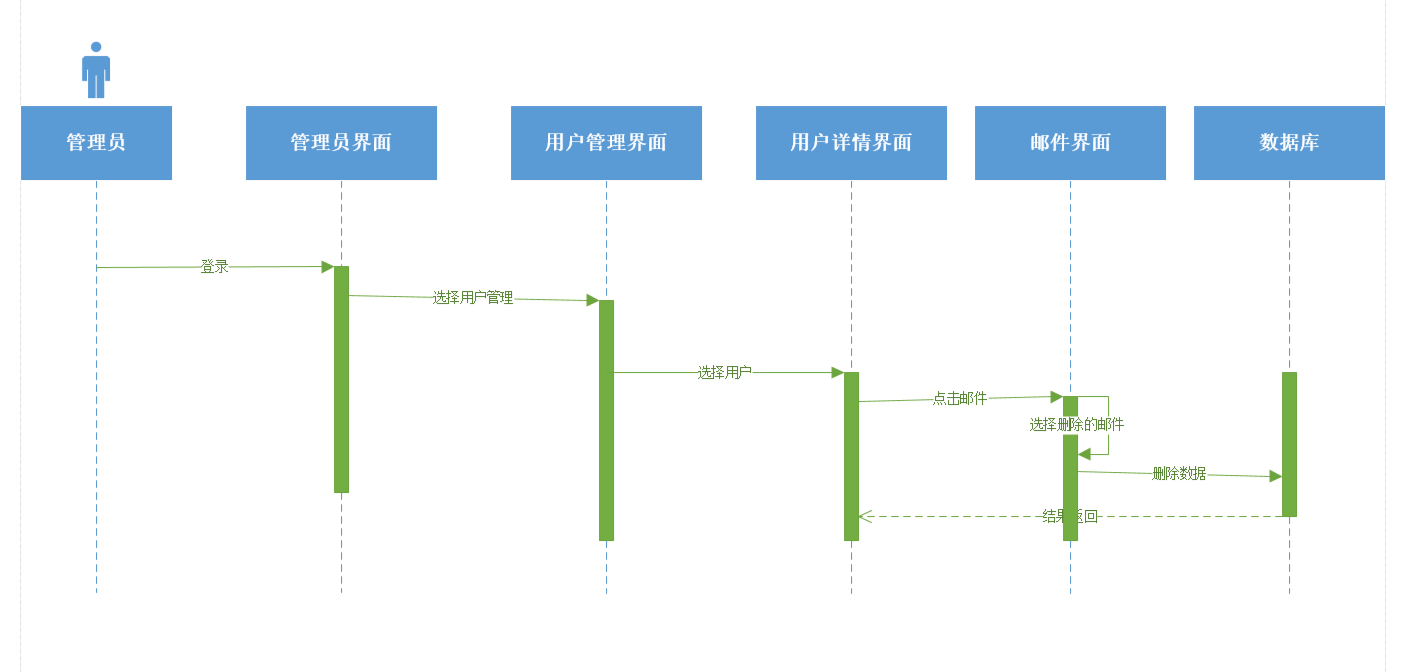 管理员
管理员界面
用户管理界面
用户详情界面
邮件界面
数据库
登录
选择用户管理
选择用户
点击邮件
选择删除的邮件
删除数据
结果返回